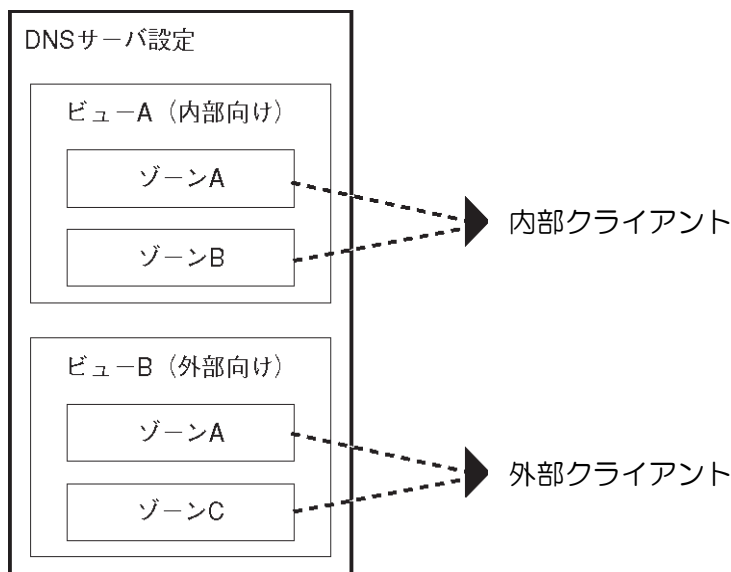 DNSサーバ設定
ビューA（内部向け）
ゾーンA
ゾーンB
内部クライアント
ビューB（外部向け）
ゾーンA
ゾーンC
外部クライアント